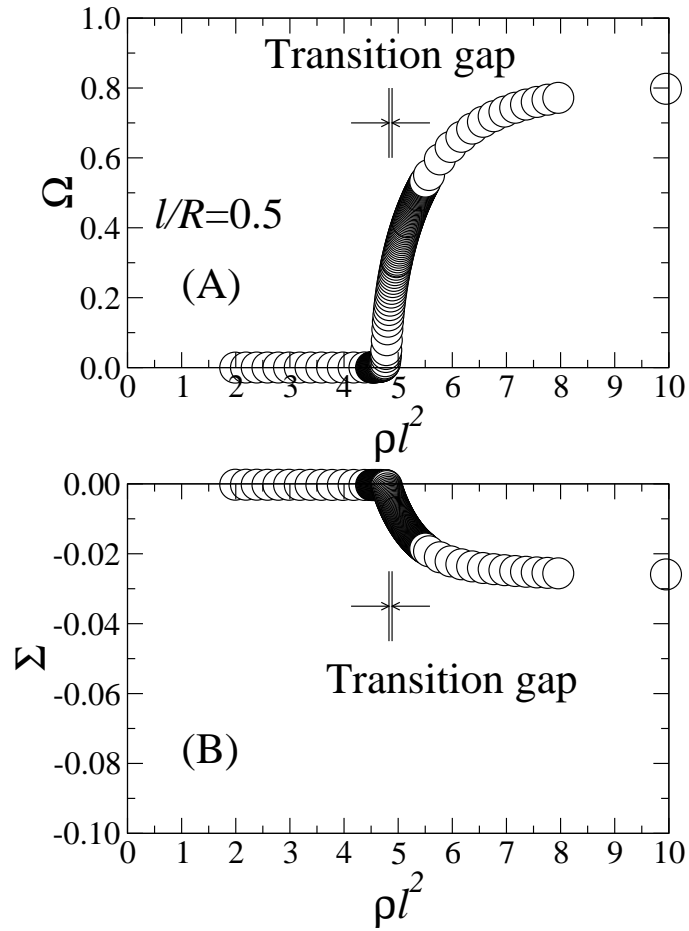 1.0
Transition gap
0.8
0.6
Ω
l/R=0.5
0.4
(A)
0.2
0.0
0 1 2 3 4 5 6 7 8 9 10
ρl²
0.00
-0.02
-0.04
Σ
Transition gap
-0.06
(B)
-0.08
-0.10
0 1 2 3 4 5 6 7 8 9 10
ρl²